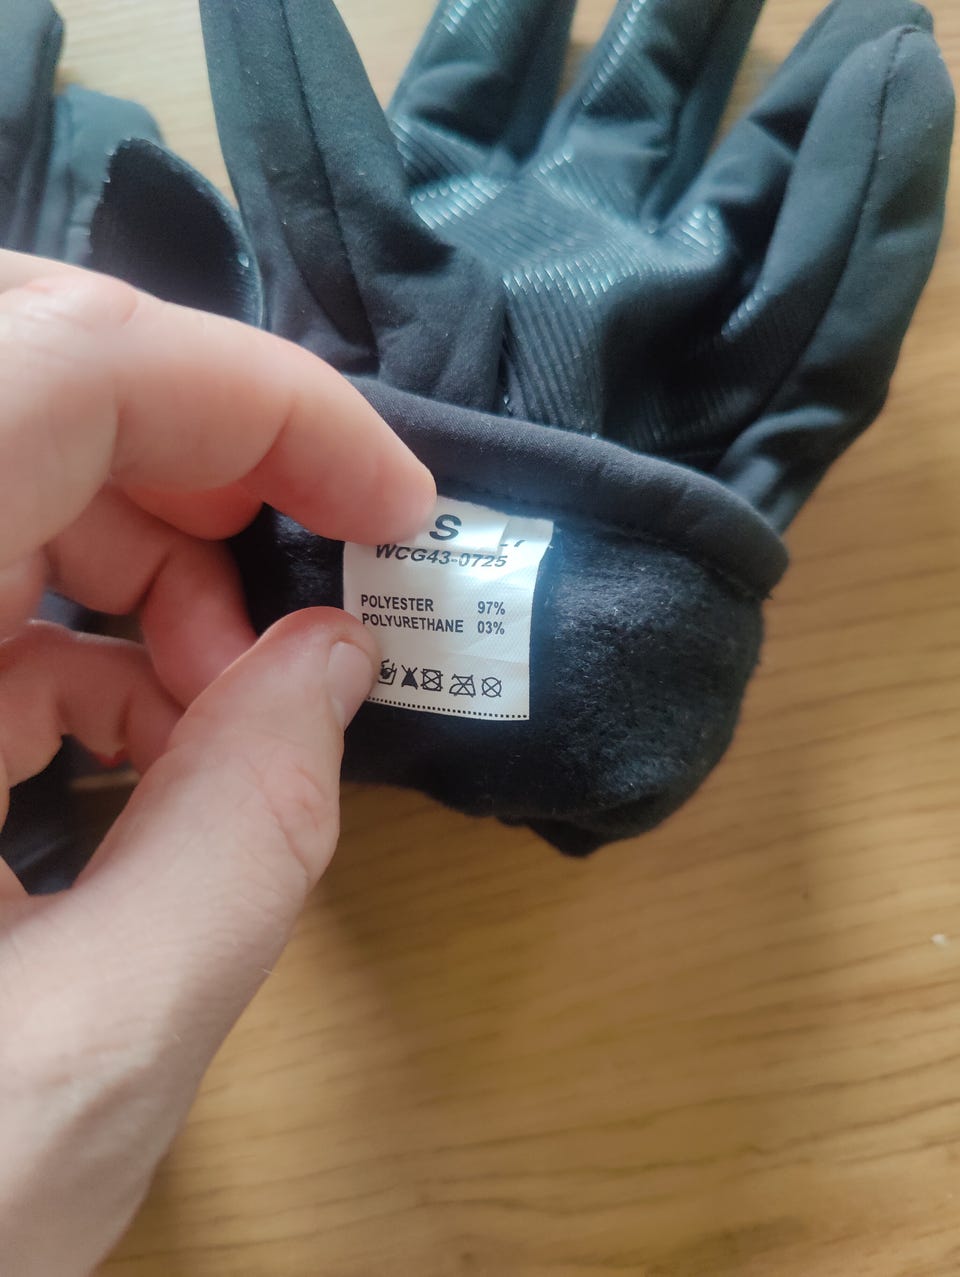 S
WCG43-0725
POLYESTER 97%
POLYURETHANE 03%